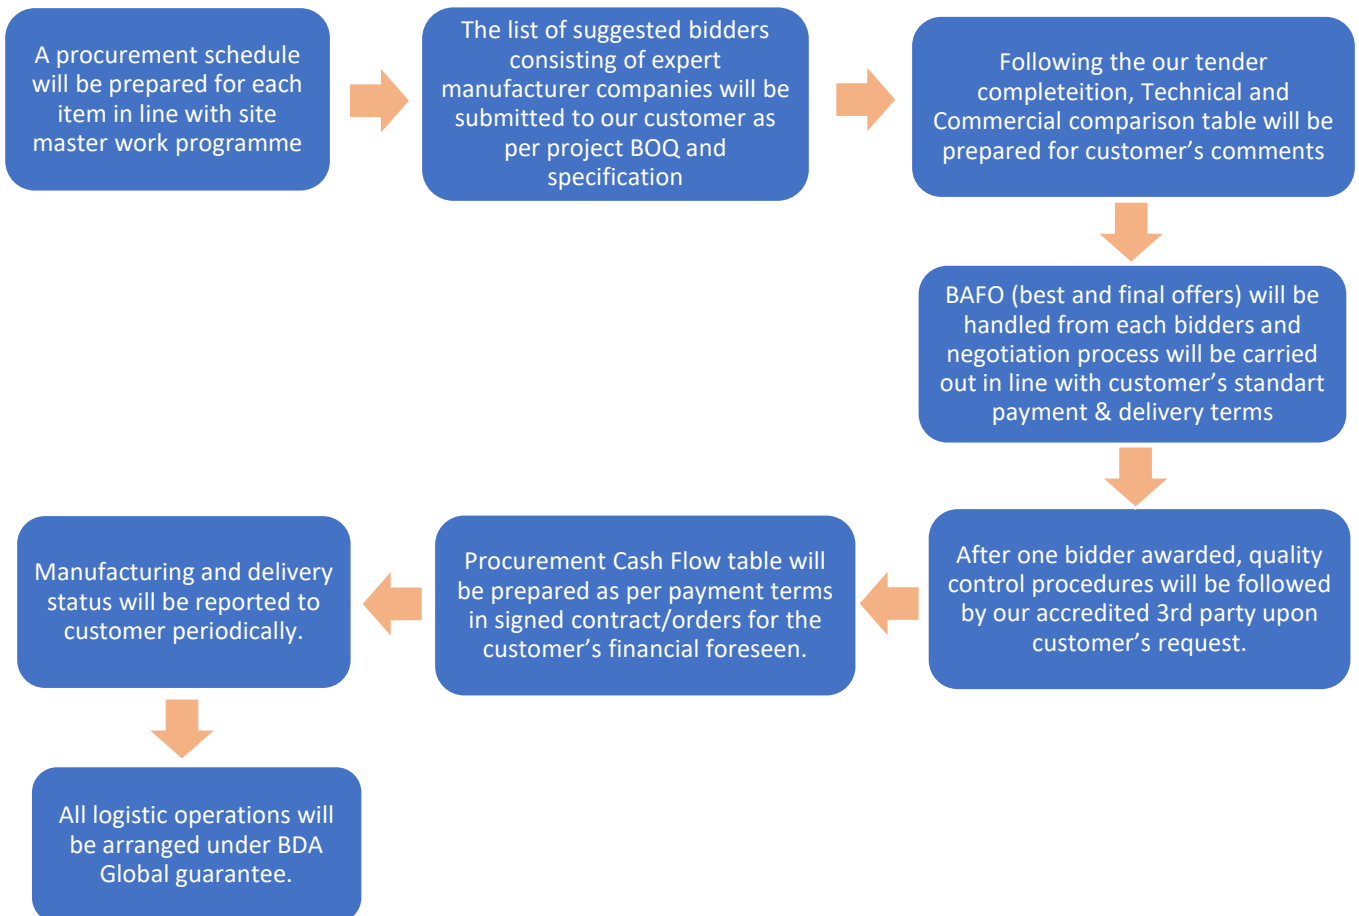 A procurement schedule
will be prepared for each
item in line with site
master work programme
The list of suggested bidders
consisting of expert
manufacturer companies will be
submitted to our customer as
per project BOQ and
specification
Following the our tender
completeition, Technical and
Commercial comparison table will be
prepared for customer’s comments
BAFO (best and final offers) will be
handled from each bidders and
negotiation process will be carried
out in line with customer’s standart
payment & delivery terms
After one bidder awarded, quality
control procedures will be followed
by our accredited 3rd party upon
customer’s request.
Procurement Cash Flow table will
be prepared as per payment terms
in signed contract/orders for the
customer’s financial foreseen.
Manufacturing and delivery
status will be reported to
customer periodically.
All logistic operations will
be arranged under BDA
Global guarantee.